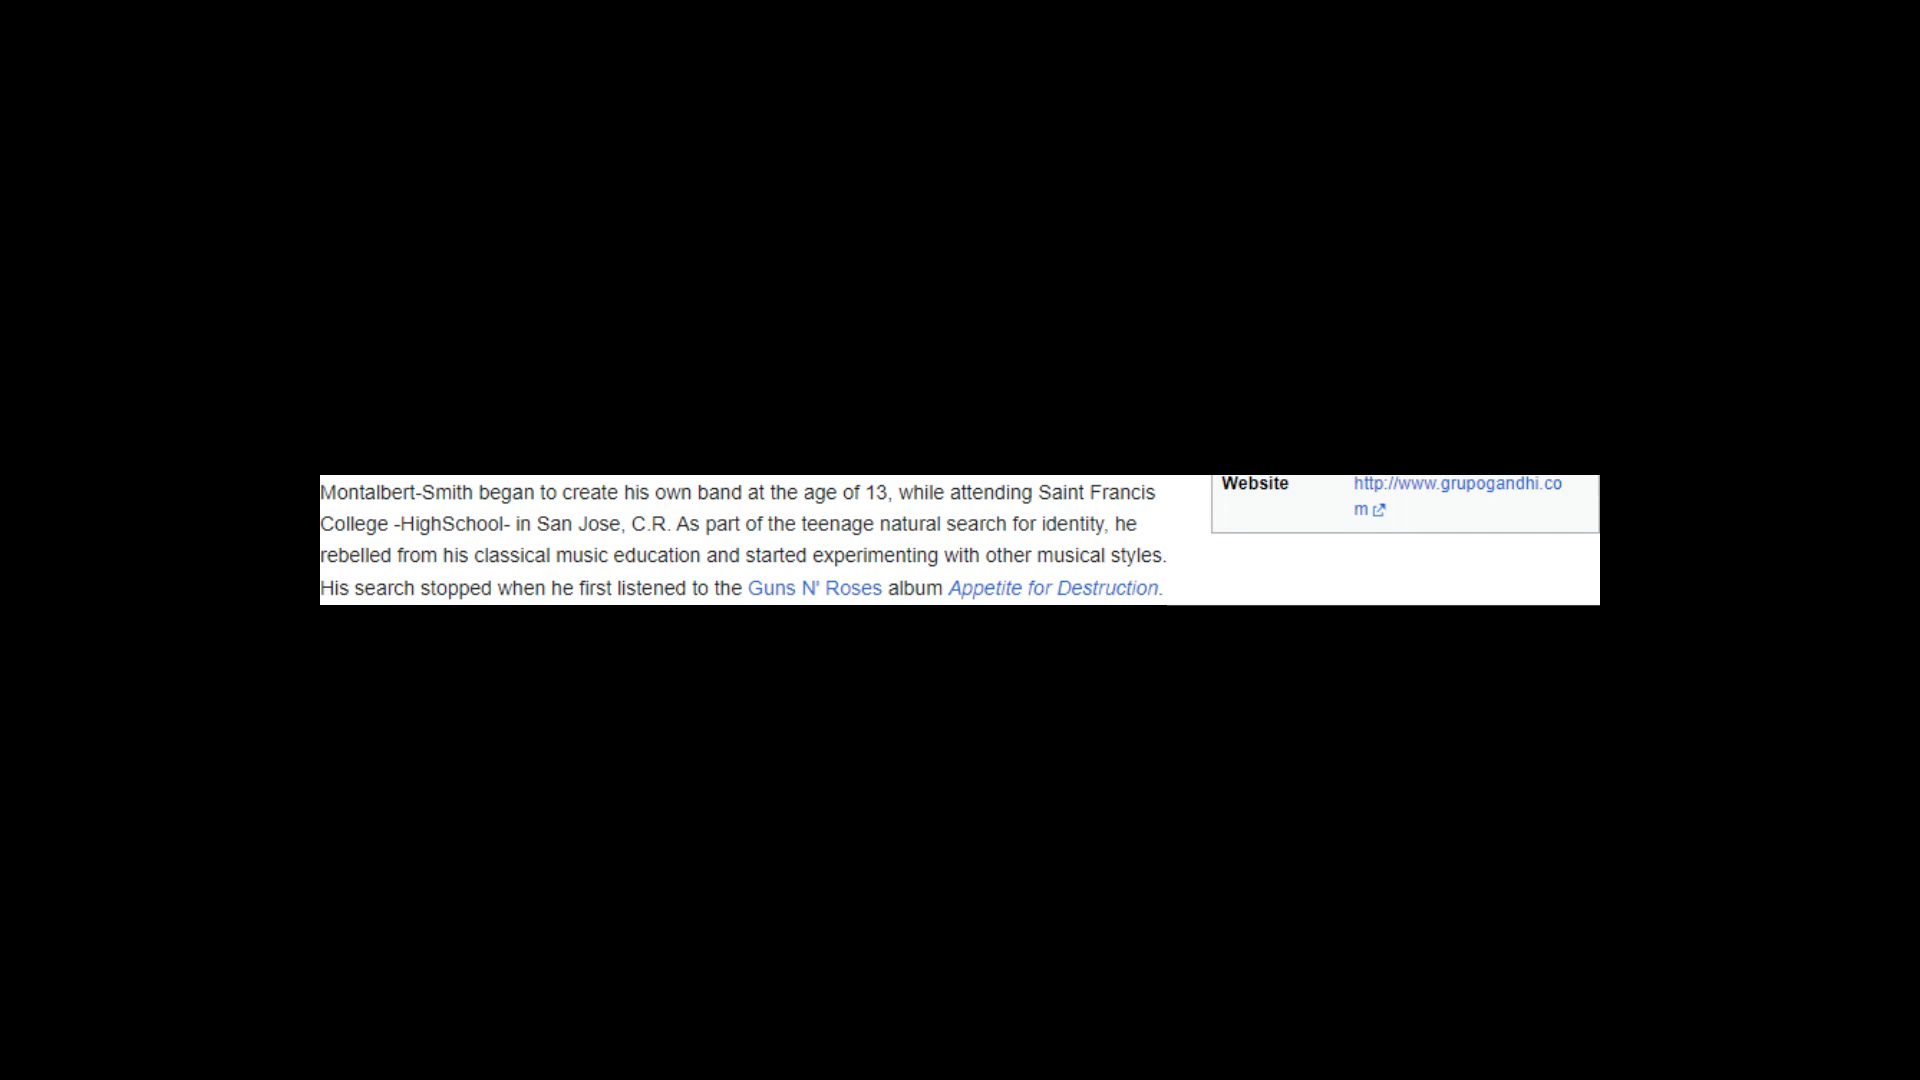 Montalbert-Smith began to create his own band at the age of 13, while attending Saint Francis
College -HighSchool- in San Jose, C.R. As part of the teenage natural search for identity, he
rebelled from his classical music education and started experimenting with other musical styles.
His search stopped when he first listened to the Guns N' Roses album Appetite for Destruction.
Website http://www.grupogandhi.co
m